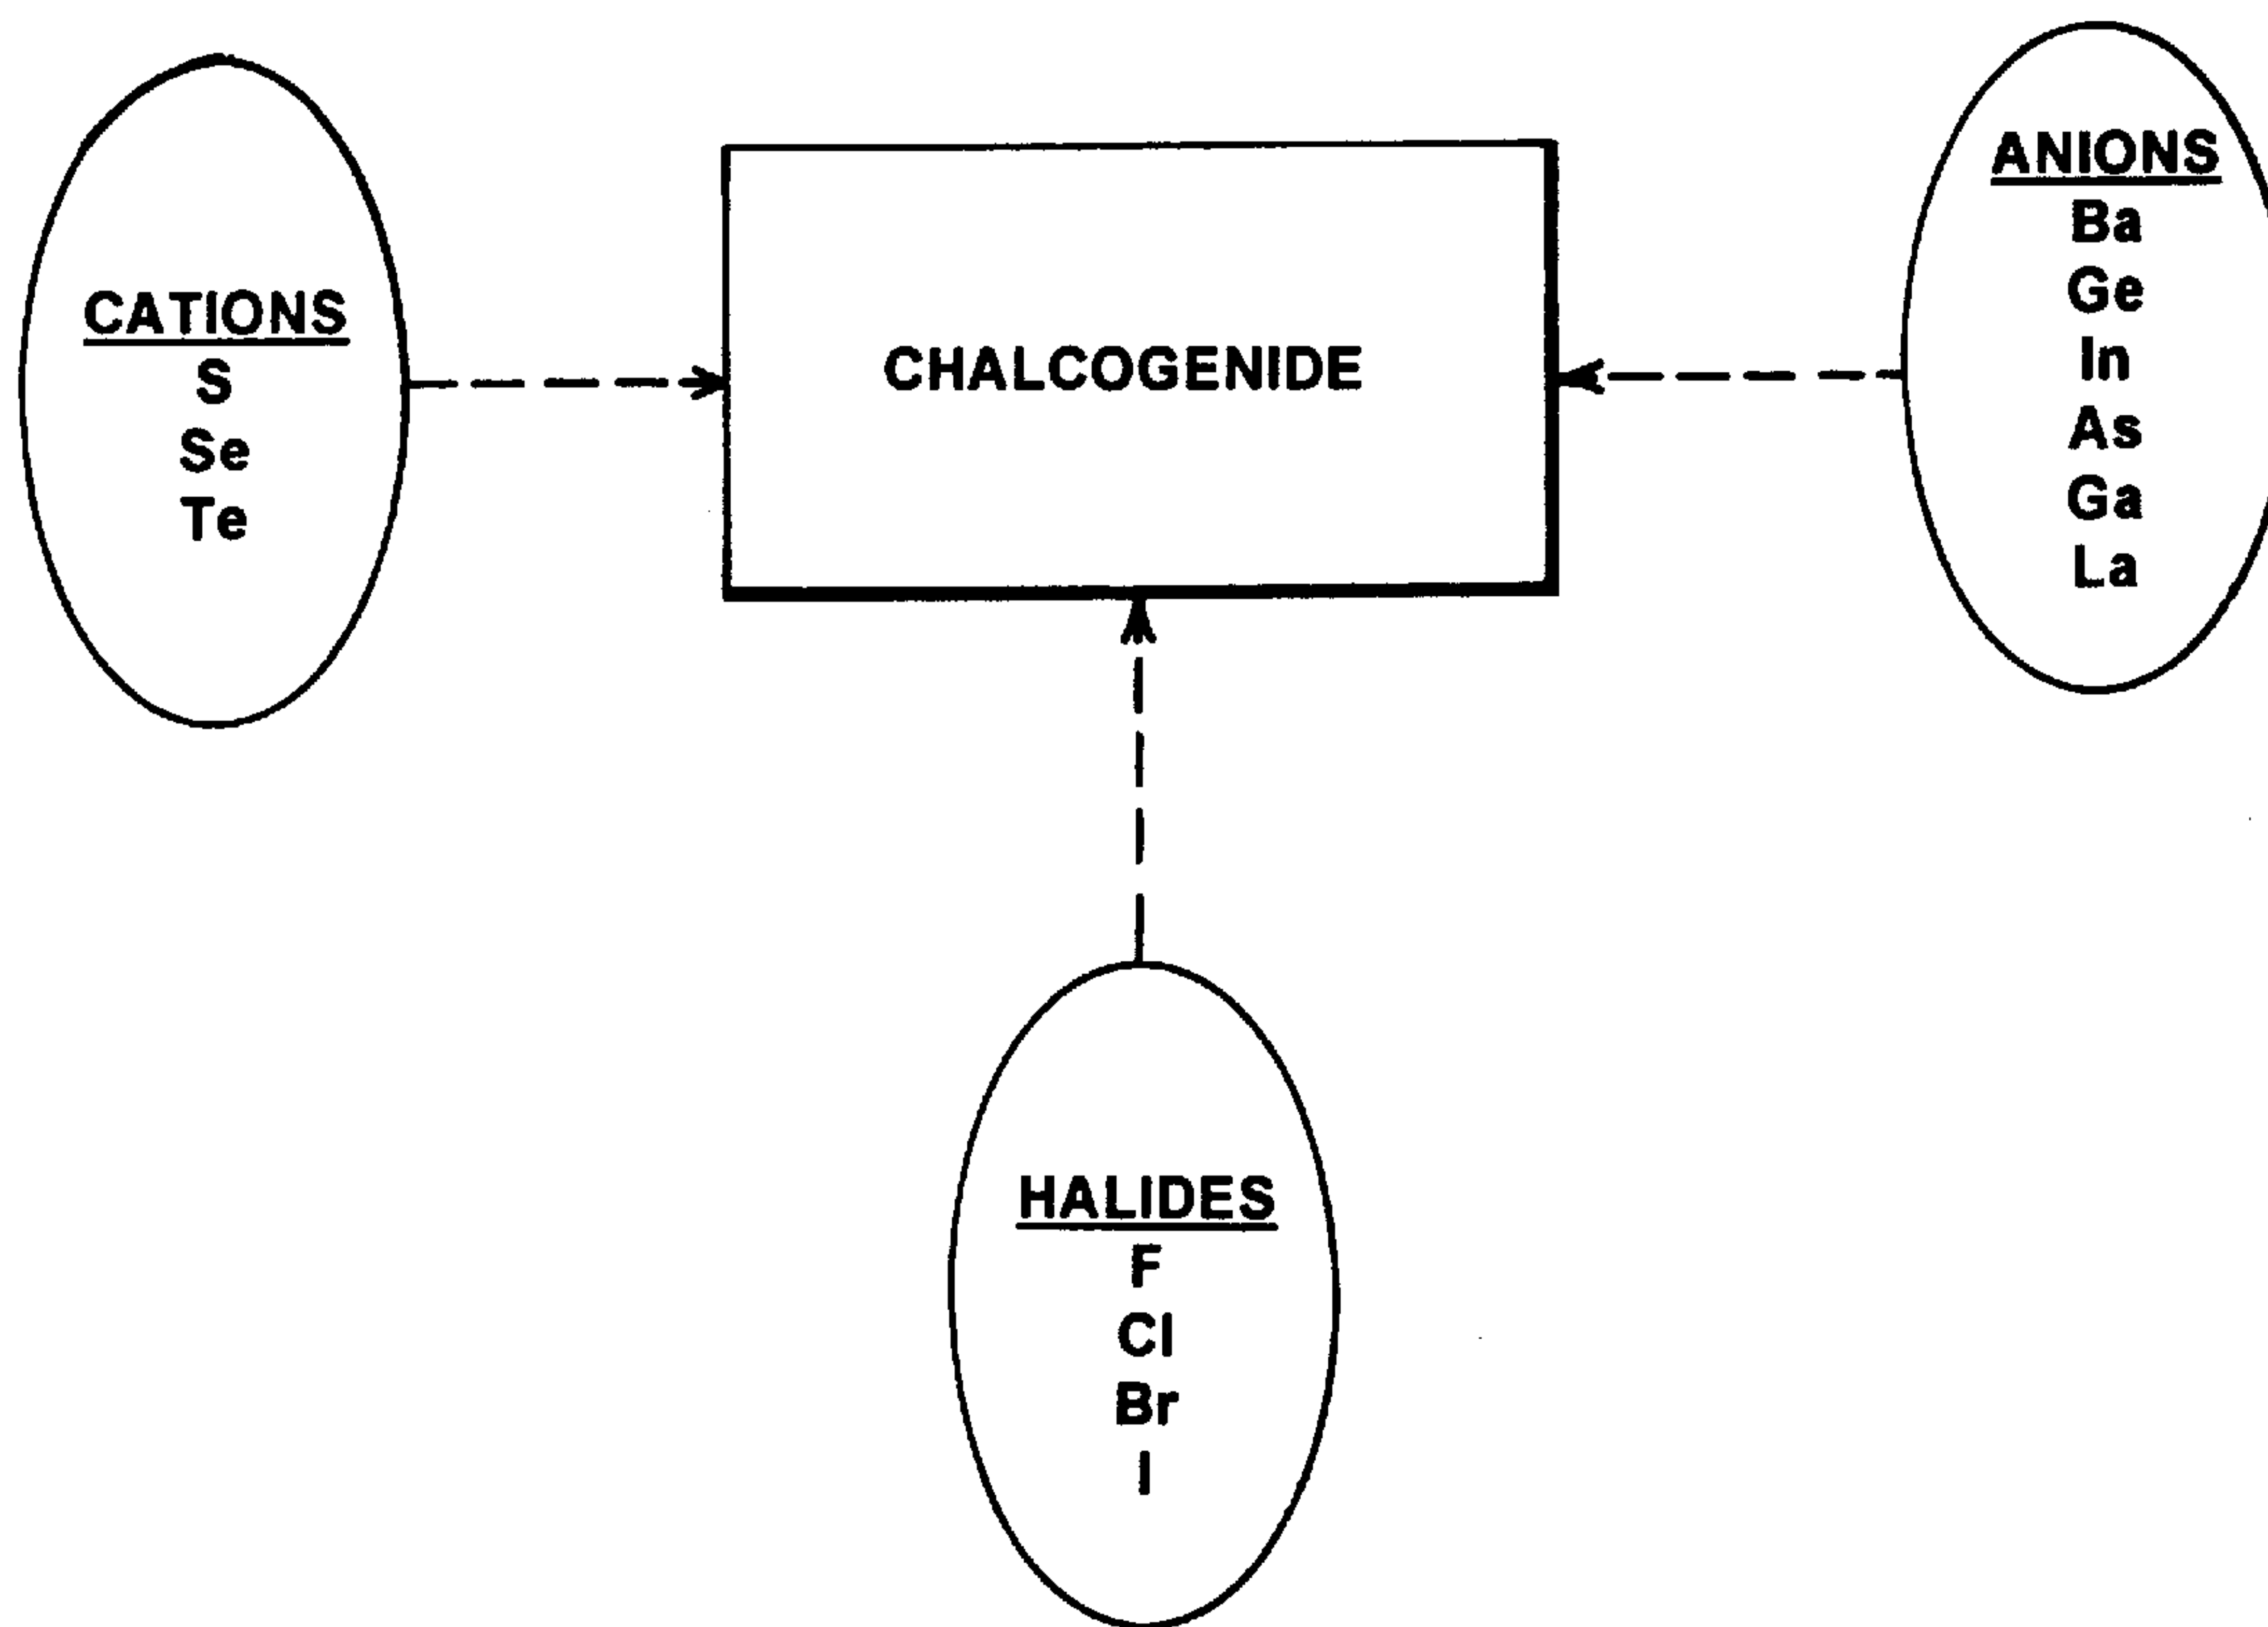 CATIONS
S
Se
Te
CHALCOGENIDE
ANIONS
Ba
Ge
In
As
Ga
La
HALIDES
F
Cl
Br
I